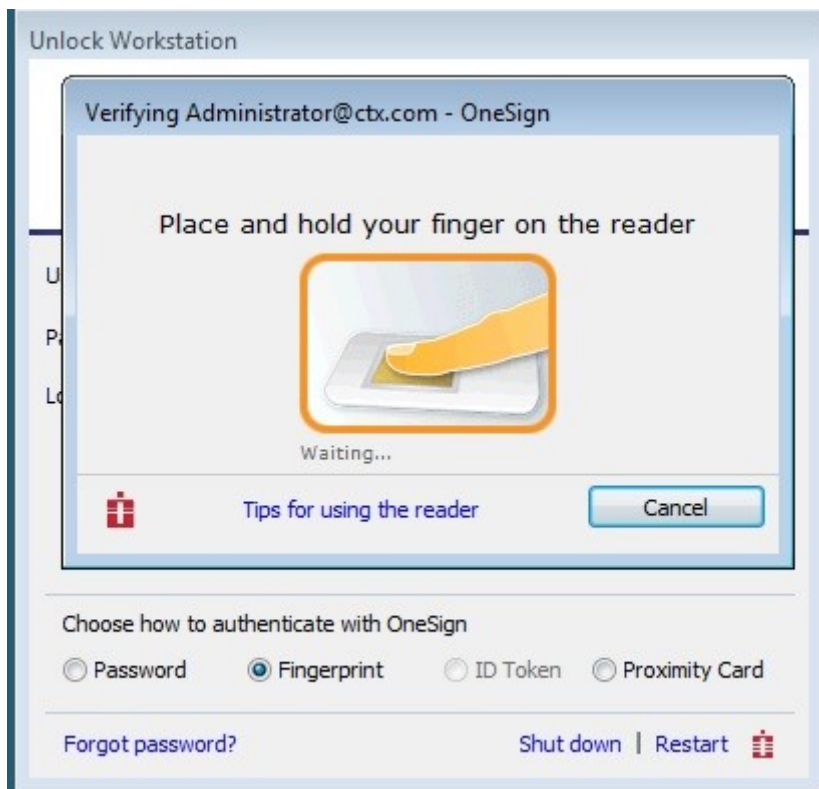 Unlock Workstation
Verifying Administrator@ctx.com - OneSign
Place and hold your finger on the reader
Waiting...
Tips for using the reader
Cancel
Choose how to authenticate with OneSign
Password Fingerprint ID Token Proximity Card
Forgot password? Shut down | Restart